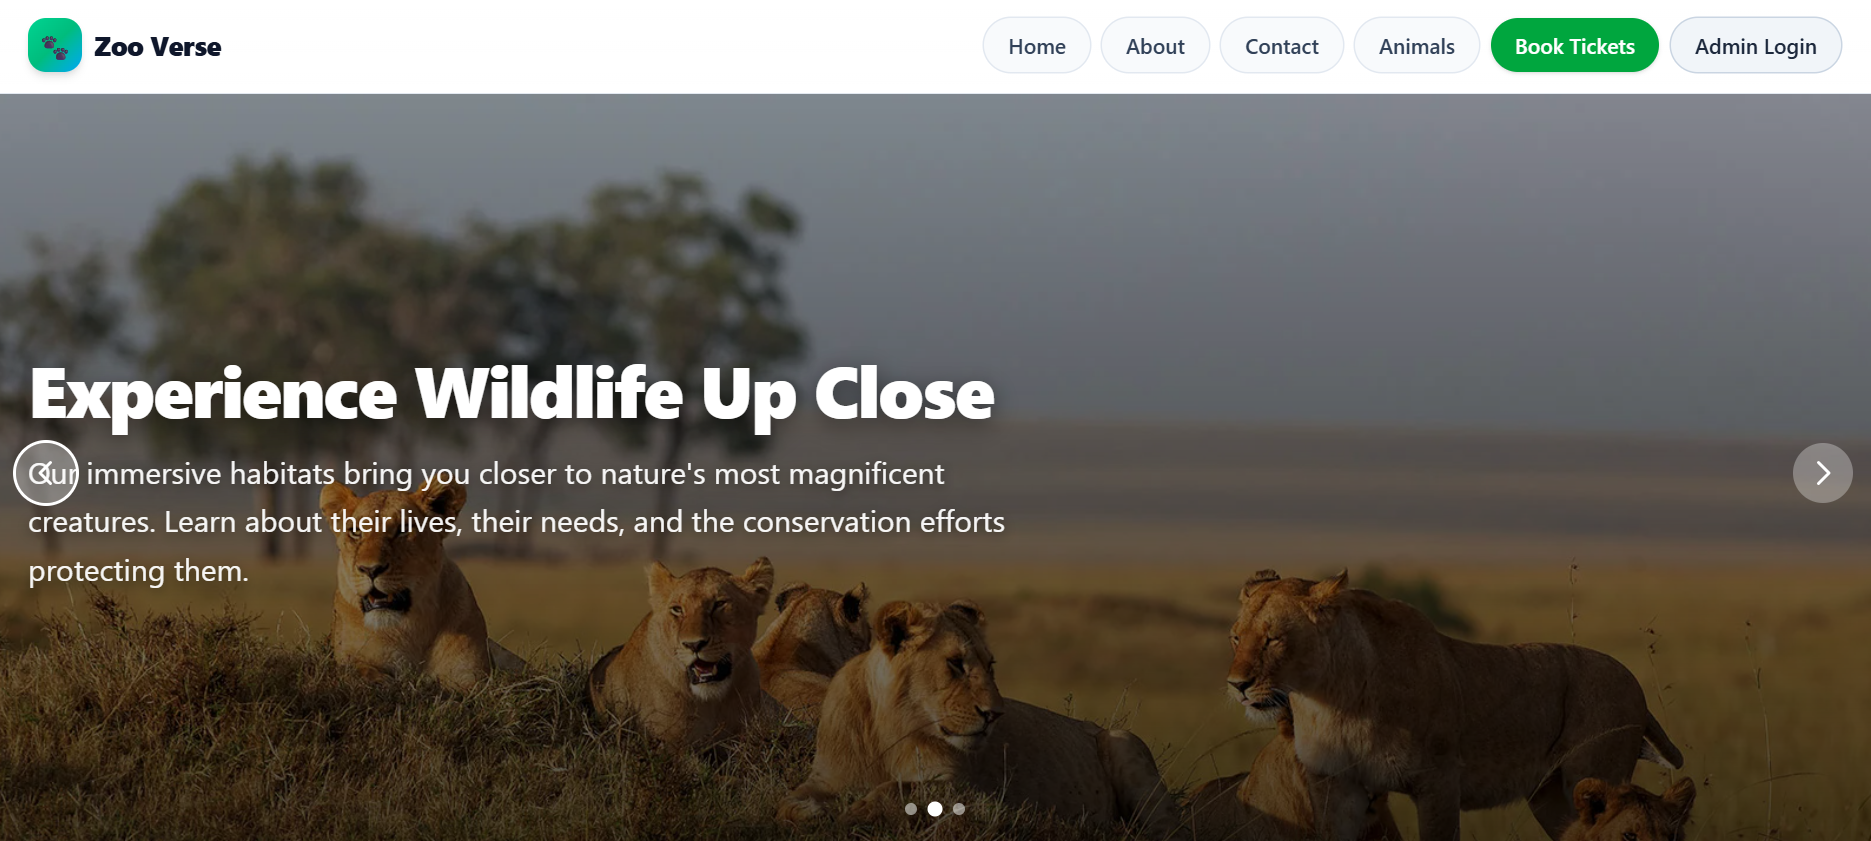 Zoo Verse
Home
About
Contact
Animals
Book Tickets
Admin Login
Experience Wildlife Up Close
Our immersive habitats bring you closer to nature's most magnificent
creatures. Learn about their lives, their needs, and the conservation efforts
protecting them.